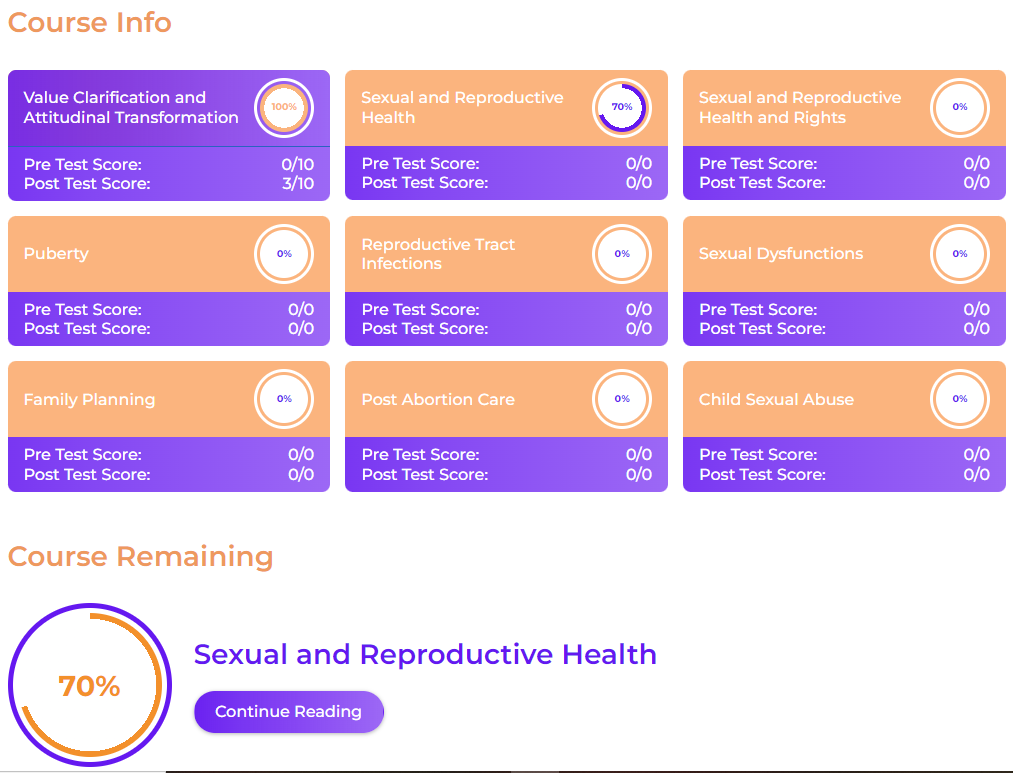 Course Info
Value Clarification and
Attitudinal Transformation
100%
Pre Test Score: 0/10
Post Test Score: 3/10
Sexual and Reproductive
Health
70%
Pre Test Score: 0/0
Post Test Score: 0/0
Sexual and Reproductive
Health and Rights
0%
Pre Test Score: 0/0
Post Test Score: 0/0
Puberty
0%
Pre Test Score: 0/0
Post Test Score: 0/0
Reproductive Tract
Infections
0%
Pre Test Score: 0/0
Post Test Score: 0/0
Sexual Dysfunctions
0%
Pre Test Score: 0/0
Post Test Score: 0/0
Family Planning
0%
Pre Test Score: 0/0
Post Test Score: 0/0
Post Abortion Care
0%
Pre Test Score: 0/0
Post Test Score: 0/0
Child Sexual Abuse
0%
Pre Test Score: 0/0
Post Test Score: 0/0
Course Remaining
70%
Sexual and Reproductive Health
Continue Reading